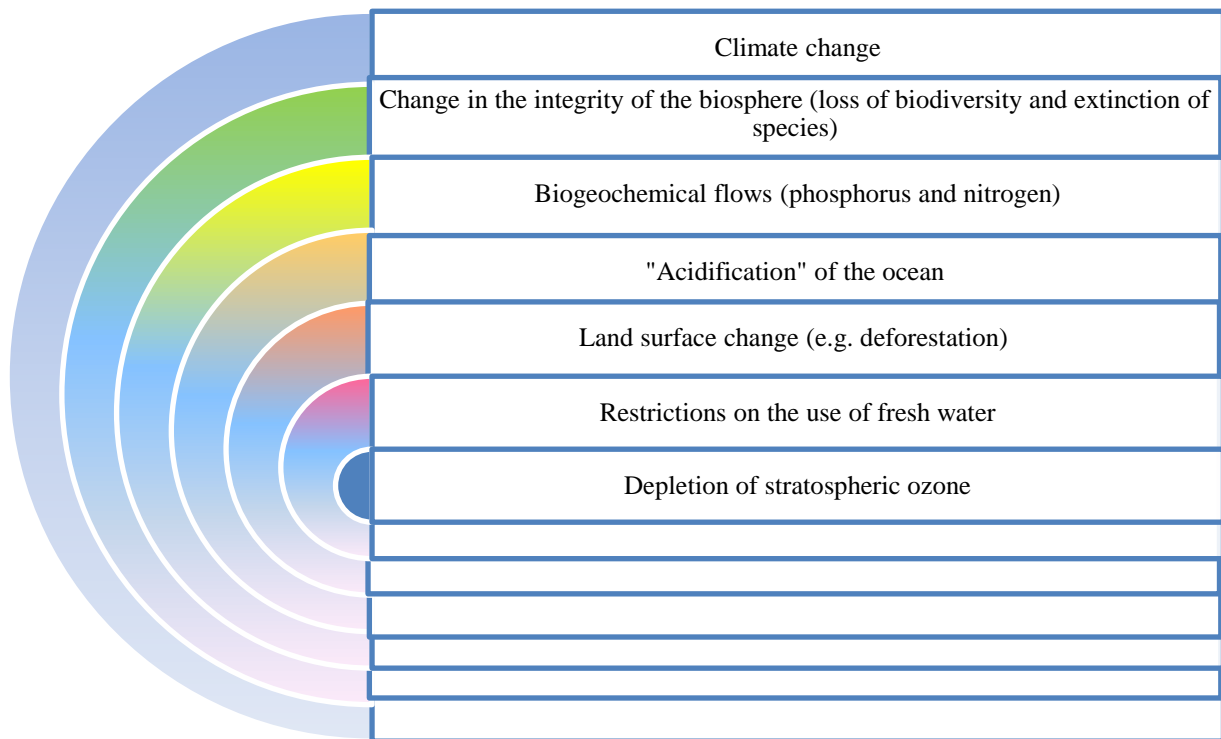 Climate change
Change in the integrity of the biosphere (loss of biodiversity and extinction of
species)
Biogeochemical flows (phosphorus and nitrogen)
"Acidification" of the ocean
Land surface change (e.g. deforestation)
Restrictions on the use of fresh water
Depletion of stratospheric ozone